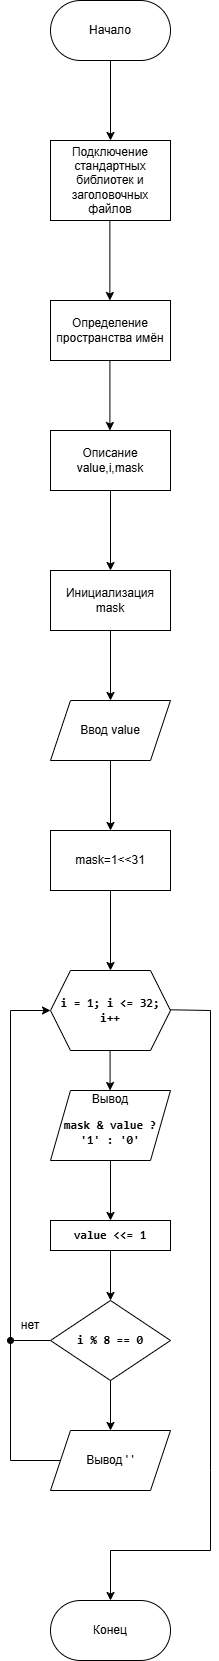 Начало
Подключение
стандартных
библиотек и
заголовочных
файлов
Определение
пространства имён
Описание
value,i,mask
Инициализация
mask
Ввод value
mask=1<<31
i = 1; i <= 32;
i++
Вывод
mask & value ?
'1' : '0'
value <<= 1
i % 8 == 0
нет
Вывод ' '
Конец